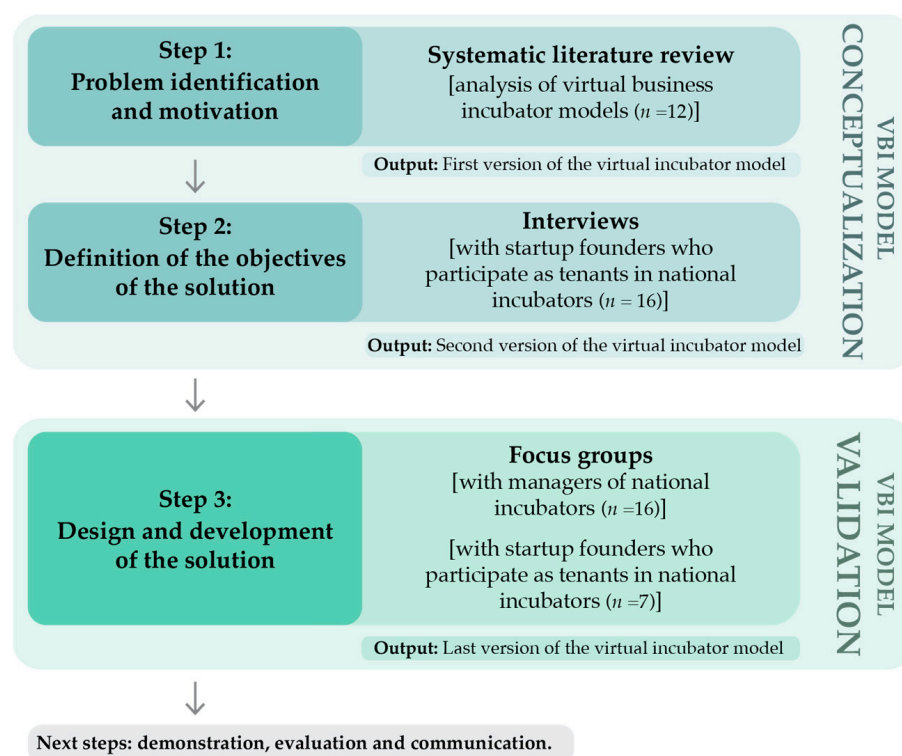 Step 1:
Problem identification
and motivation
Systematic literature review
[analysis of virtual business
incubator models (n =12)]
Output: First version of the virtual incubator model
Step 2:
Definition of the objectives
of the solution
Interviews
[with startup founders who
participate as tenants in national
incubators (n = 16)]
Output: Second version of the virtual incubator model
VBI MODEL
CONCEPTUALIZATION
Step 3:
Design and development
of the solution
Focus groups
[with managers of national
incubators (n =16)]
[with startup founders who
participate as tenants in national
incubators (n =7)]
Output: Last version of the virtual incubator model
VBI MODEL
VALIDATION
Next steps: demonstration, evaluation and communication.